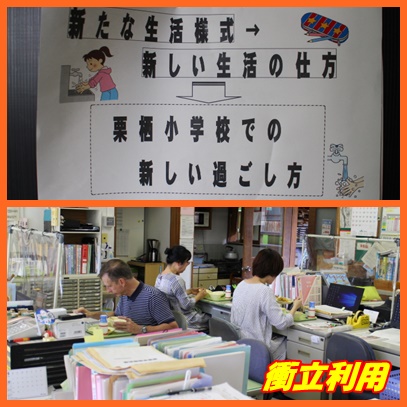 新たな生活様式→
新しい生活の仕方
栗栖小学校での
新しい過ごし方
衝立利用